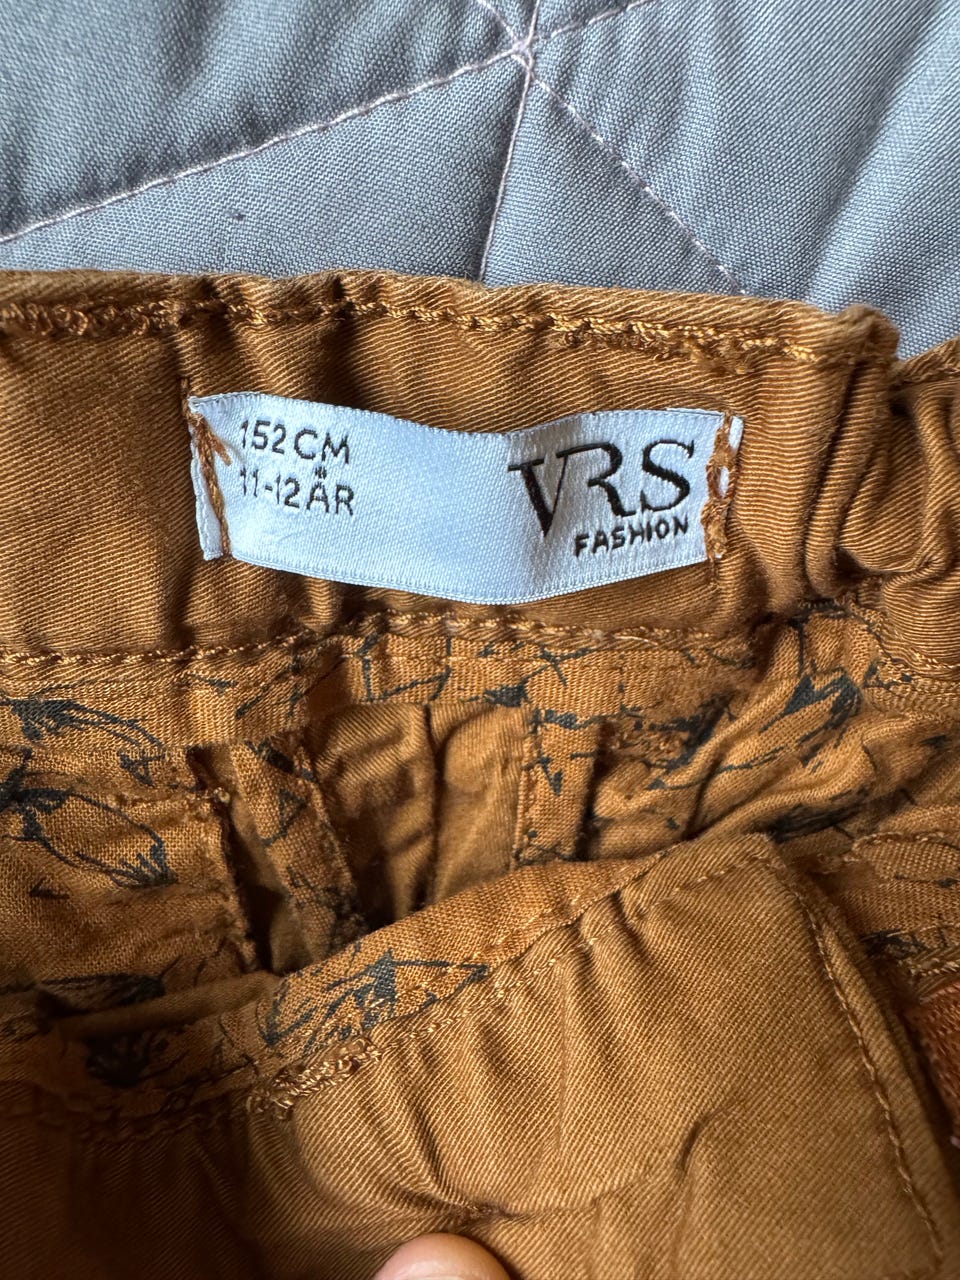 152 CM
11-12 ÅR
VRS
FASHION